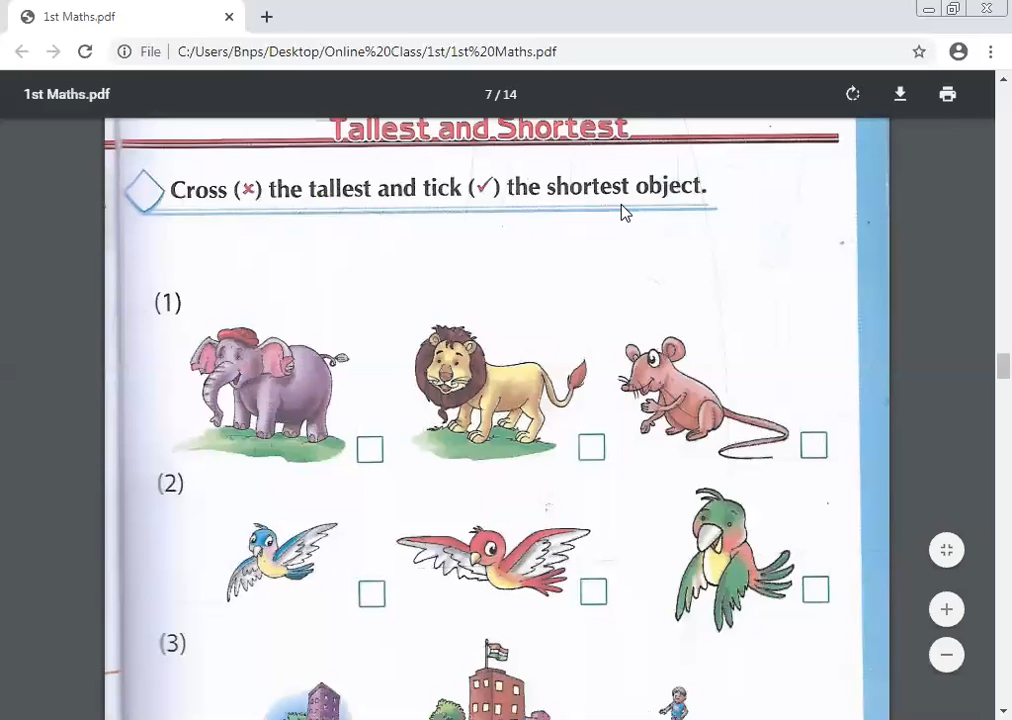 1st Maths.pdf
File | C:/Users/Bnps/Desktop/Online%20Class/1st/1st%20Maths.pdf
1st Maths.pdf
7 / 14
Tallest and Shortest
Cross (×) the tallest and tick (✓) the shortest object.
(1)
(2)
(3)